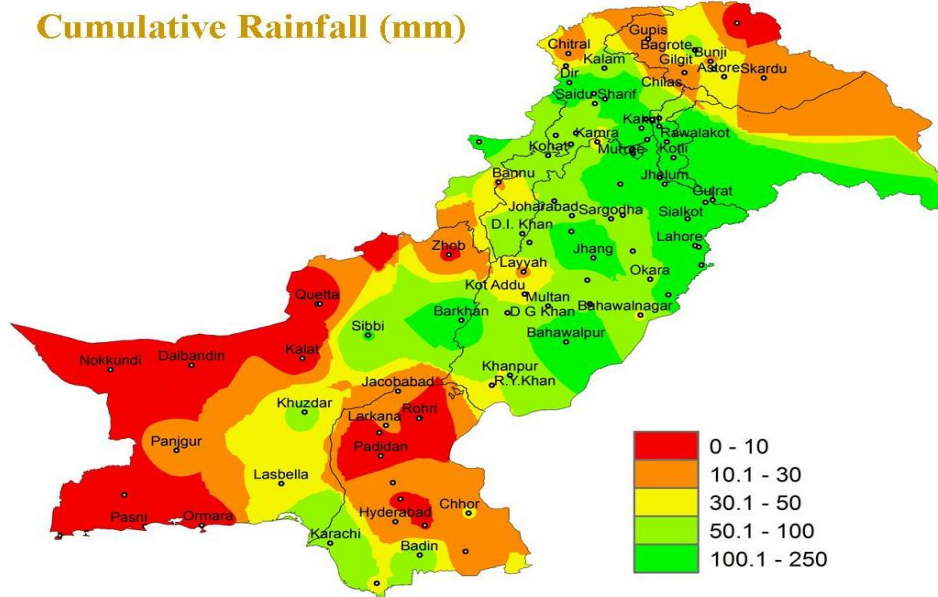 Cumulative Rainfall (mm)
Gupis
Chitral
Bagrote
Bunji
Kalam
Gilgit
Astore
Skardu
Dir
Chilas
Saidu Sharif
Kakul
Kamra
Rawalakot
Kohat
Murree
Kotli
Bannu
Jhelum
Gujrat
Joharabad
Sargodha
Sialkot
D.I. Khan
Lahore
Zhob
Jhang
Layyah
Okara
Kot Addu
Quetta
Multan
Bahawalnagar
D G Khan
Barkhan
Sibbi
Bahawalpur
Kalat
Dalbandin
Nokkundi
Khanpur
R.Y.Khan
Jacobabad
Khuzdar
Rohri
Larkana
Panjgur
Padidan
Lasbella
Chhor
Pasni
Ormara
Hyderabad
Karachi
Badin
0 - 10
10.1 - 30
30.1 - 50
50.1 - 100
100.1 - 250